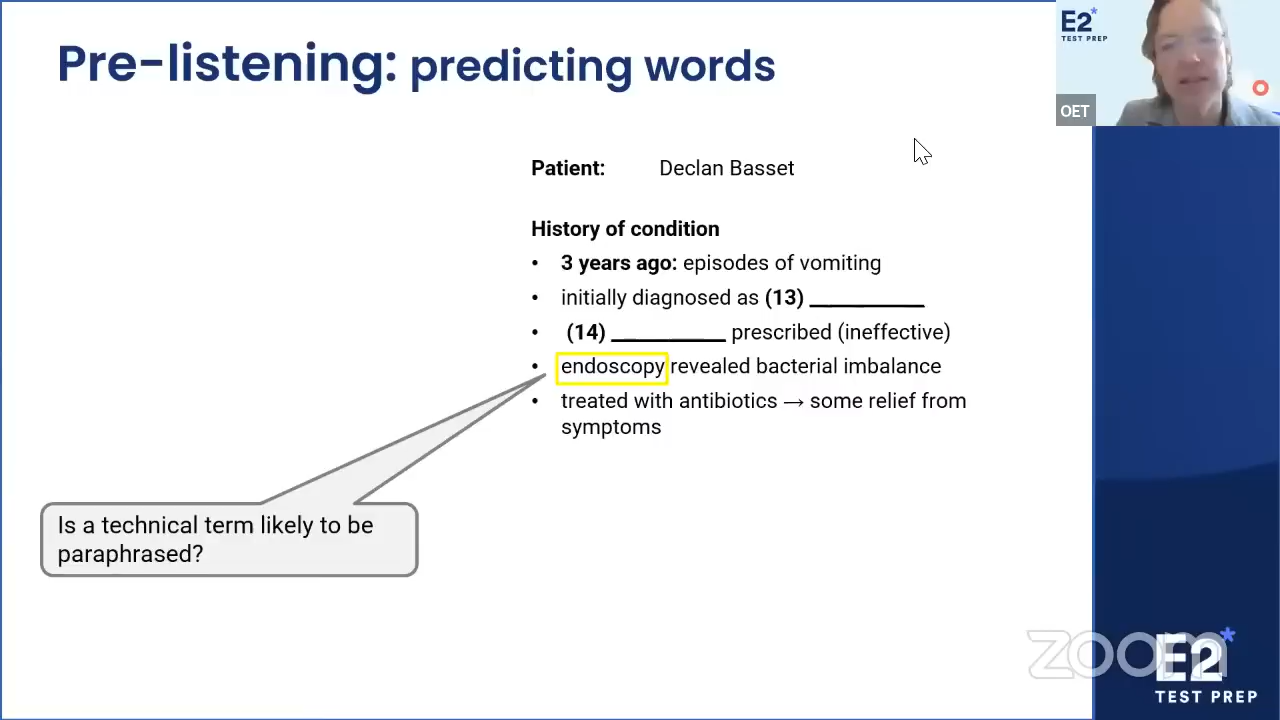 Pre-listening: predicting words
E2*
TEST PREP
OET
Patient: Declan Basset
History of condition
• 3 years ago: episodes of vomiting
• initially diagnosed as (13) __________
• (14) __________ prescribed (ineffective)
• endoscopy revealed bacterial imbalance
• treated with antibiotics → some relief from
symptoms
Is a technical term likely to be
paraphrased?
zoom
E2*
TEST PREP